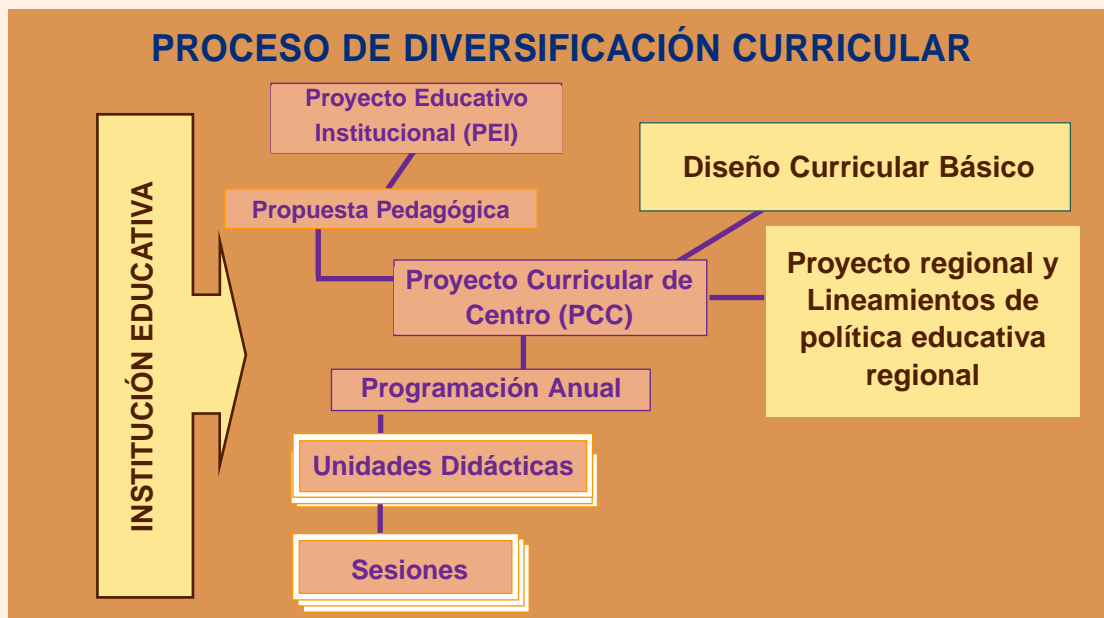 PROCESO DE DIVERSIFICACIÓN CURRICULAR
INSTITUCIÓN EDUCATIVA
Proyecto Educativo
Institucional (PEI)
Propuesta Pedagógica
Diseño Curricular Básico
Proyecto Curricular de
Centro (PCC)
Proyecto regional y
Lineamientos de
política educativa
regional
Programación Anual
Unidades Didácticas
Sesiones